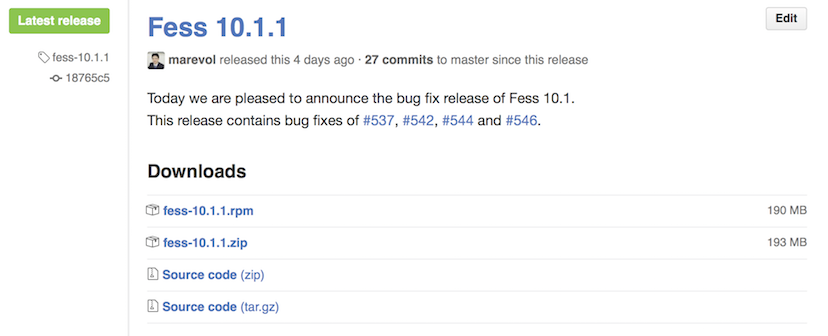 Latest release
fess-10.1.1
18765c5
Fess 10.1.1
Edit
marevol released this 4 days ago · 27 commits to master since this release
Today we are pleased to announce the bug fix release of Fess 10.1.
This release contains bug fixes of #537, #542, #544 and #546.
Downloads
fess-10.1.1.rpm 190 MB
fess-10.1.1.zip 193 MB
Source code (zip)
Source code (tar.gz)